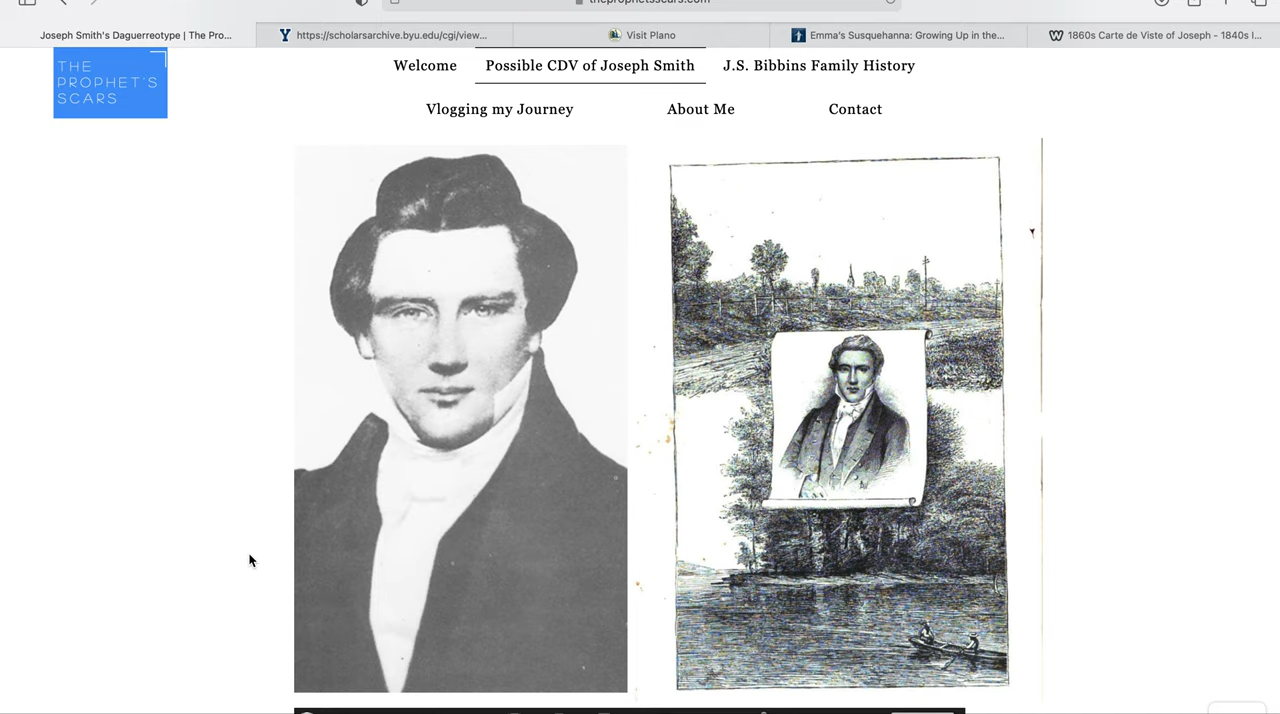 theprophetsscars.com
Joseph Smith's Daguerreotype | The Pro...
Y https://scholarsarchive.byu.edu/cgi/view...
Visit Plano
Emma's Susquehanna: Growing Up in the...
W 1860s Carte de Viste of Joseph - 1840s I...
THE
PROPHET'S
SCARS
Welcome
Possible CDV of Joseph Smith
J.S. Bibbins Family History
Vlogging my Journey
About Me
Contact